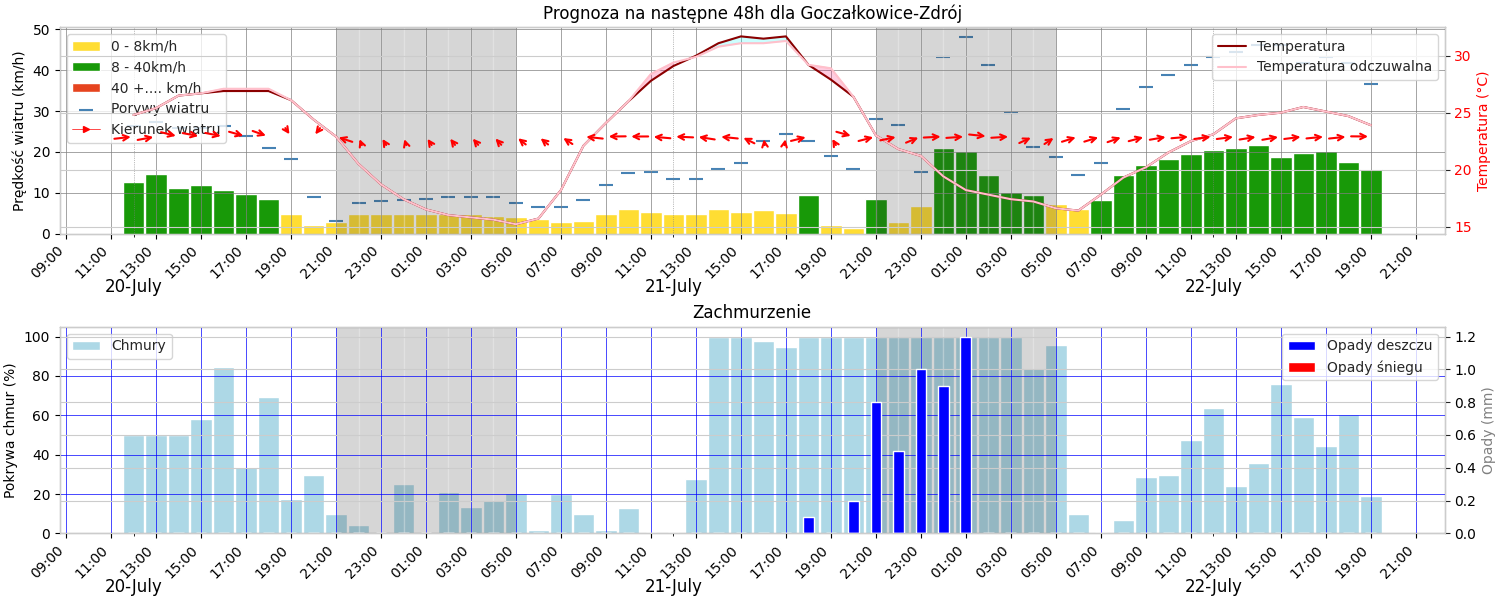 Prognoza na następne 48h dla Goczałkowice-Zdrój
Prędkość wiatru (km/h)
50
40
30
20
10
0
0 - 8km/h
8 - 40km/h
40 +.... km/h
Porywy wiatru
Kierunek wiatru
Temperatura
Temperatura odczuwalna
30
25
20
15
Temperatura (°C)
09:00 11:00 13:00 15:00 17:00 19:00 21:00 23:00 01:00 03:00 05:00 07:00 09:00 11:00 13:00 15:00 17:00 19:00 21:00 23:00 01:00 03:00 05:00 07:00 09:00 11:00 13:00 15:00 17:00 19:00 21:00
20-July 21-July 22-July
Zachmurzenie
Pokrywa chmur (%)
100
80
60
40
20
0
Chmury
Opady deszczu
Opady śniegu
1.2
1.0
0.8
0.6
0.4
0.2
0.0
Opady (mm)
09:00 11:00 13:00 15:00 17:00 19:00 21:00 23:00 01:00 03:00 05:00 07:00 09:00 11:00 13:00 15:00 17:00 19:00 21:00 23:00 01:00 03:00 05:00 07:00 09:00 11:00 13:00 15:00 17:00 19:00 21:00
20-July 21-July 22-July